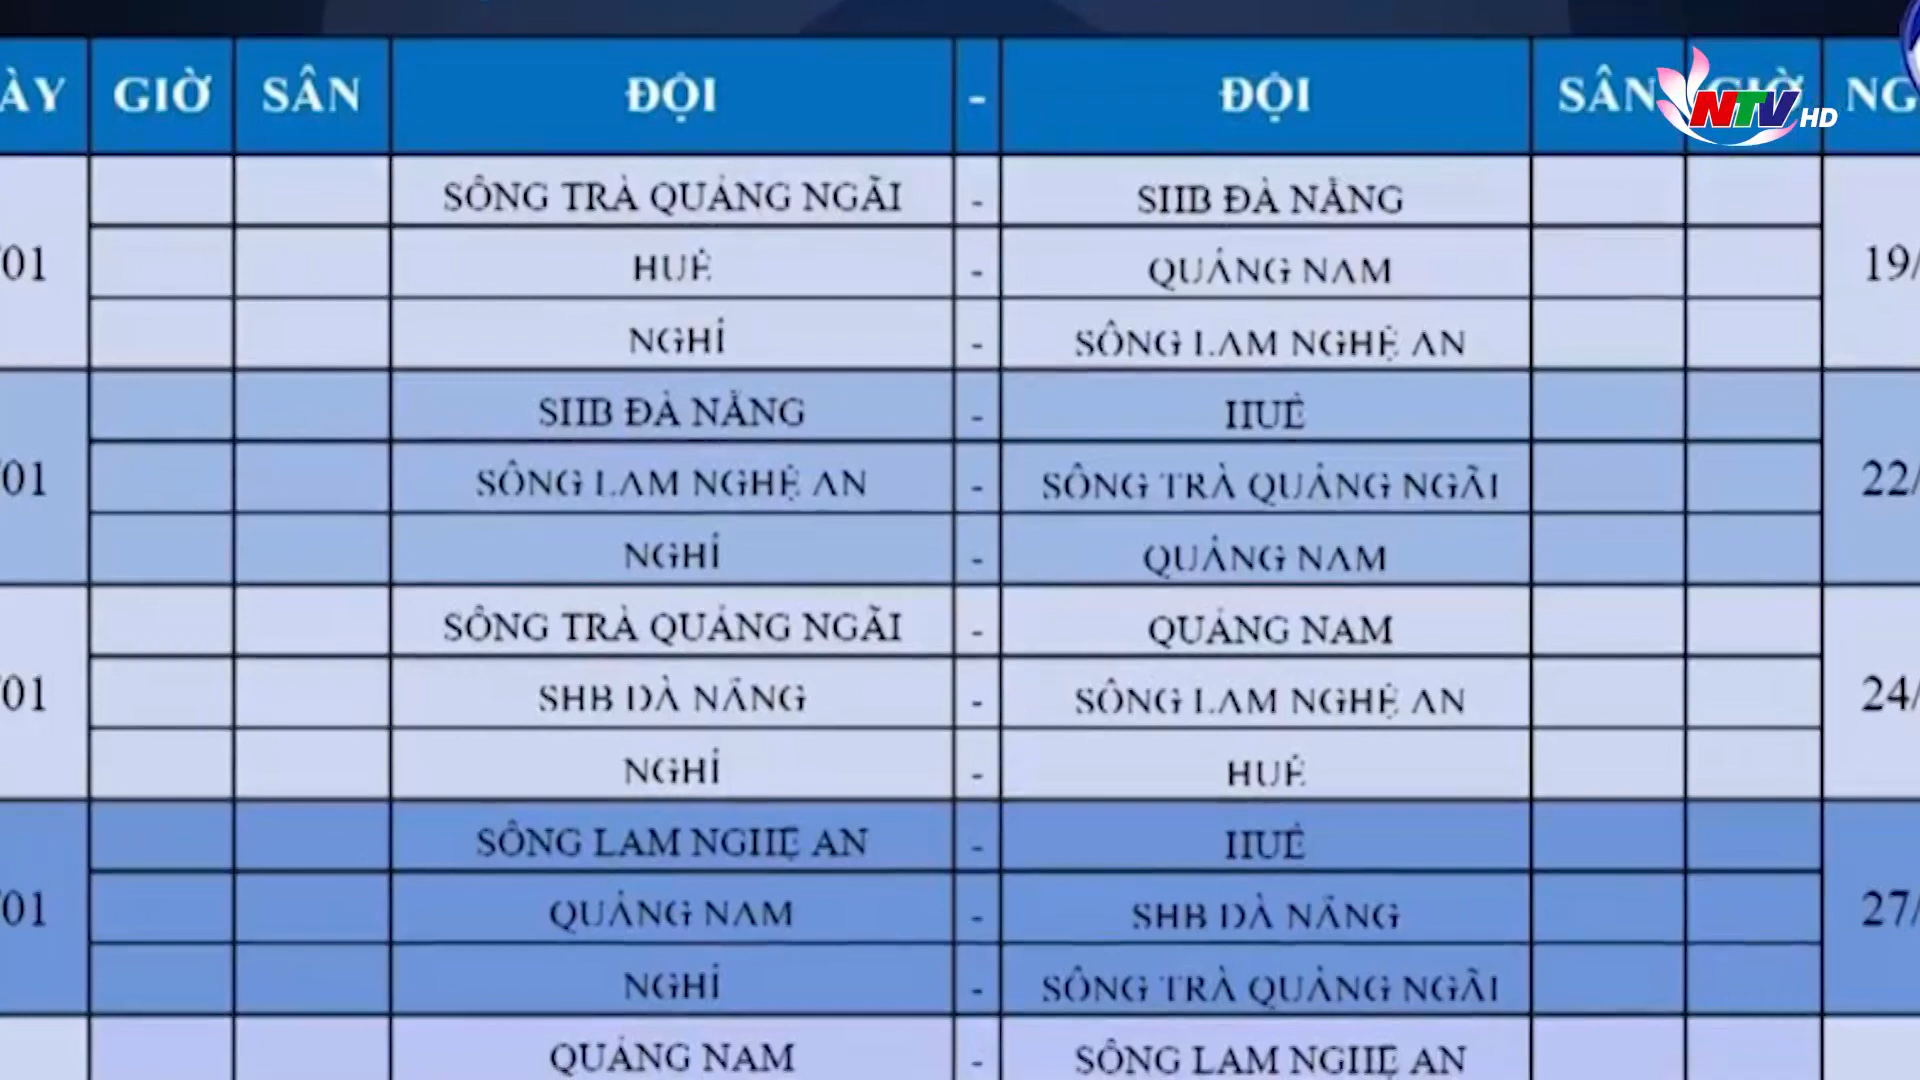 ÀY GIỜ SÂN ĐỘI - ĐỘI SÂN GIỜ NG
NTV HD
SÔNG TRÀ QUẢNG NGÃI - SHB ĐÀ NẴNG
/01 HUẾ - QUẢNG NAM 19/
NGHỈ - SÔNG LAM NGHỆ AN
SHB ĐÀ NẴNG - HUẾ
/01 SÔNG LAM NGHỆ AN - SÔNG TRÀ QUẢNG NGÃI 22/
NGHỈ - QUẢNG NAM
SÔNG TRÀ QUẢNG NGÃI - QUẢNG NAM
/01 SHB ĐÀ NẴNG - SÔNG LAM NGHỆ AN 24/
NGHỈ - HUẾ
SÔNG LAM NGHỆ AN - HUẾ
/01 QUẢNG NAM - SHB ĐÀ NẴNG 27/
NGHỈ - SÔNG TRÀ QUẢNG NGÃI
QUẢNG NAM - SÔNG LAM NGHỆ AN